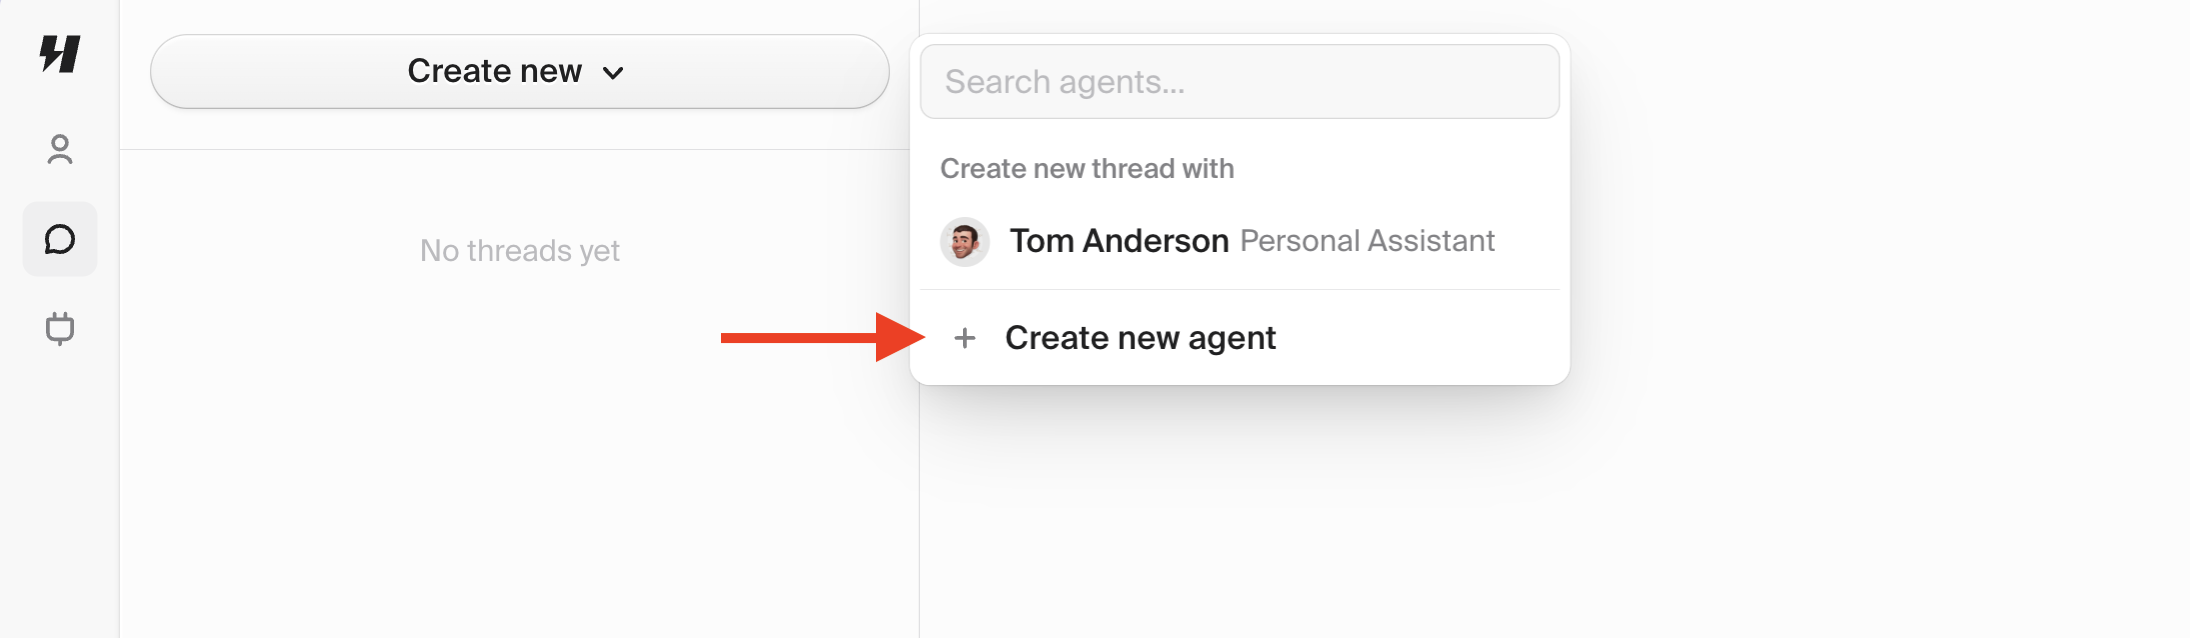 Create new
Search agents...
Create new thread with
Tom Anderson Personal Assistant
No threads yet
Create new agent